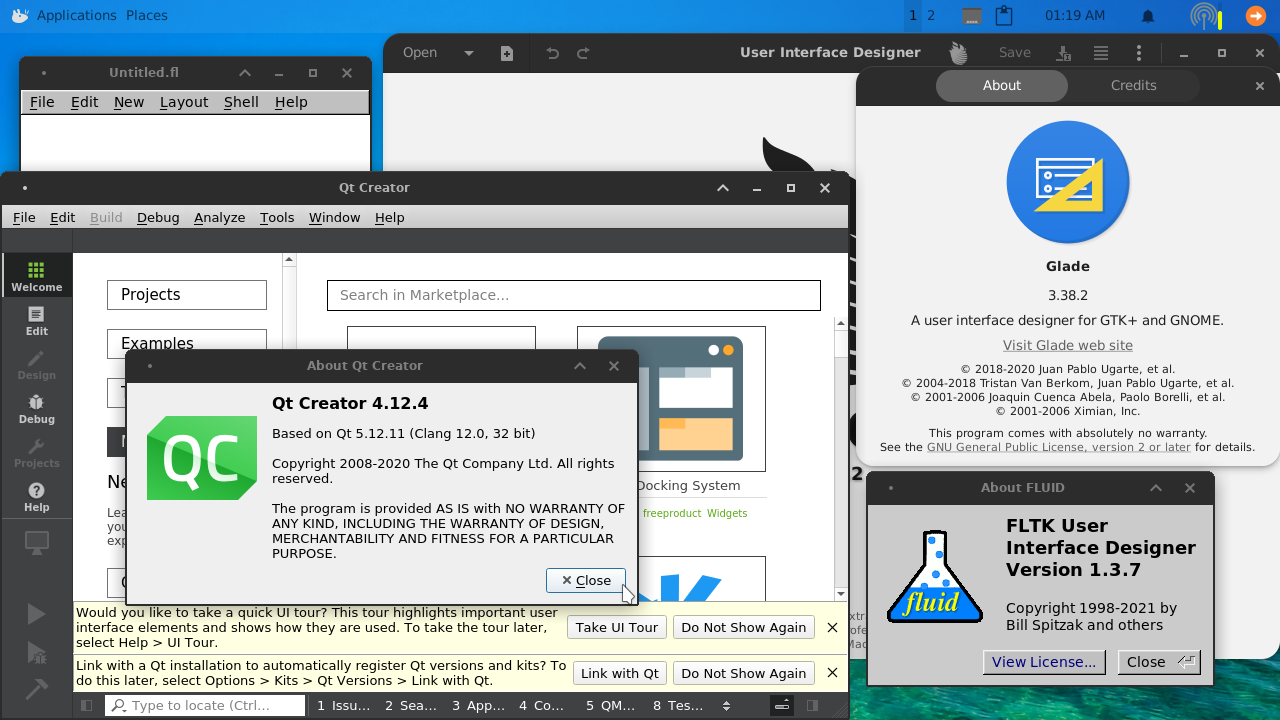 Applications Places
1 2
01:19 AM
Untitled.fl
File Edit New Layout Shell Help
Open
User Interface Designer
Save
About Credits
Glade
3.38.2
A user interface designer for GTK+ and GNOME.
Visit Glade web site
© 2018-2020 Juan Pablo Ugarte, et al.
© 2004-2018 Tristan Van Berkom, Juan Pablo Ugarte, et al.
© 2001-2006 Joaquin Cuenca Abela, Paolo Borelli, et al.
© 2001-2006 Ximian, Inc.
This program comes with absolutely no warranty.
See the GNU General Public License, version 2 or later for details.
Qt Creator
File Edit Build Debug Analyze Tools Window Help
Welcome
Edit
Design
Debug
Projects
Help
Projects
Examples
Search in Marketplace...
Docking System
freeproduct Widgets
2
About Qt Creator
QC
Qt Creator 4.12.4
Based on Qt 5.12.11 (Clang 12.0, 32 bit)
Copyright 2008-2020 The Qt Company Ltd. All rights
reserved.
The program is provided AS IS with NO WARRANTY OF
ANY KIND, INCLUDING THE WARRANTY OF DESIGN,
MERCHANTABILITY AND FITNESS FOR A PARTICULAR
PURPOSE.
Close
Would you like to take a quick UI tour? This tour highlights important user
interface elements and shows how they are used. To take the tour later,
select Help > UI Tour.
Take UI Tour
Do Not Show Again
Link with a Qt installation to automatically register Qt versions and kits? To
do this later, select Options > Kits > Qt Versions > Link with Qt.
Link with Qt
Do Not Show Again
Type to locate (Ctrl...
1 Issu... 2 Sea... 3 App... 4 Co... 5 QM... 8 Tes...
About FLUID
fluid
FLTK User
Interface Designer
Version 1.3.7
Copyright 1998-2021 by
Bill Spitzak and others
View License...
Close